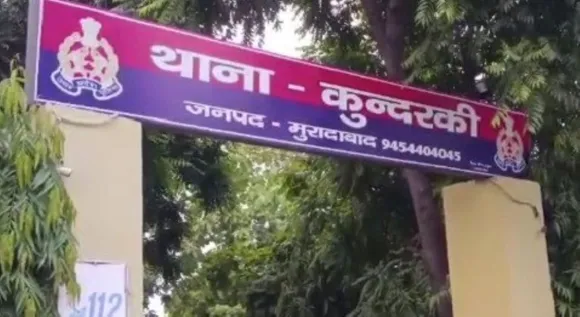 थाना - कुन्दरकी
जनपद - मुरादाबाद 9454404045
112